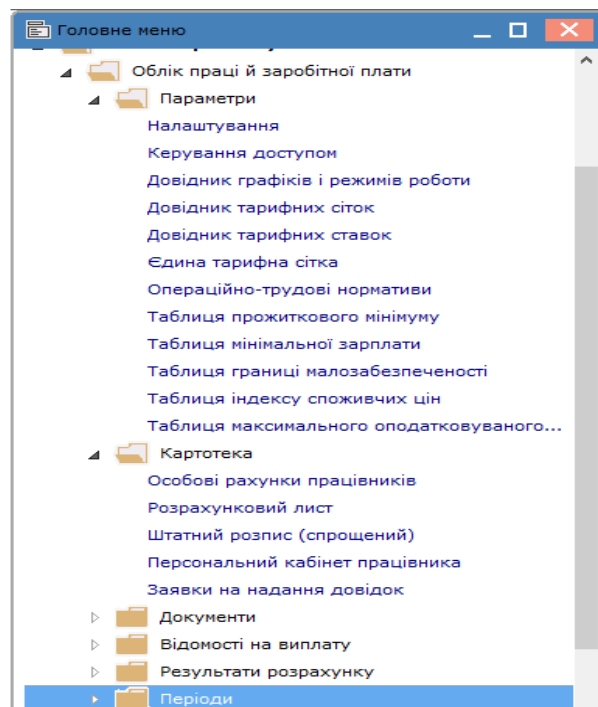 Головне меню
Облік праці й заробітної плати
Параметри
Налаштування
Керування доступом
Довідник графіків і режимів роботи
Довідник тарифних сіток
Довідник тарифних ставок
Єдина тарифна сітка
Операційно-трудові нормативи
Таблиця прожиткового мінімуму
Таблиця мінімальної зарплати
Таблиця границі малозабезпеченості
Таблиця індексу споживчих цін
Таблиця максимального оподатковуваного...
Картотека
Особові рахунки працівників
Розрахунковий лист
Штатний розпис (спрощений)
Персональний кабінет працівника
Заявки на надання довідок
Документи
Відомості на виплату
Результати розрахунку
Періоди